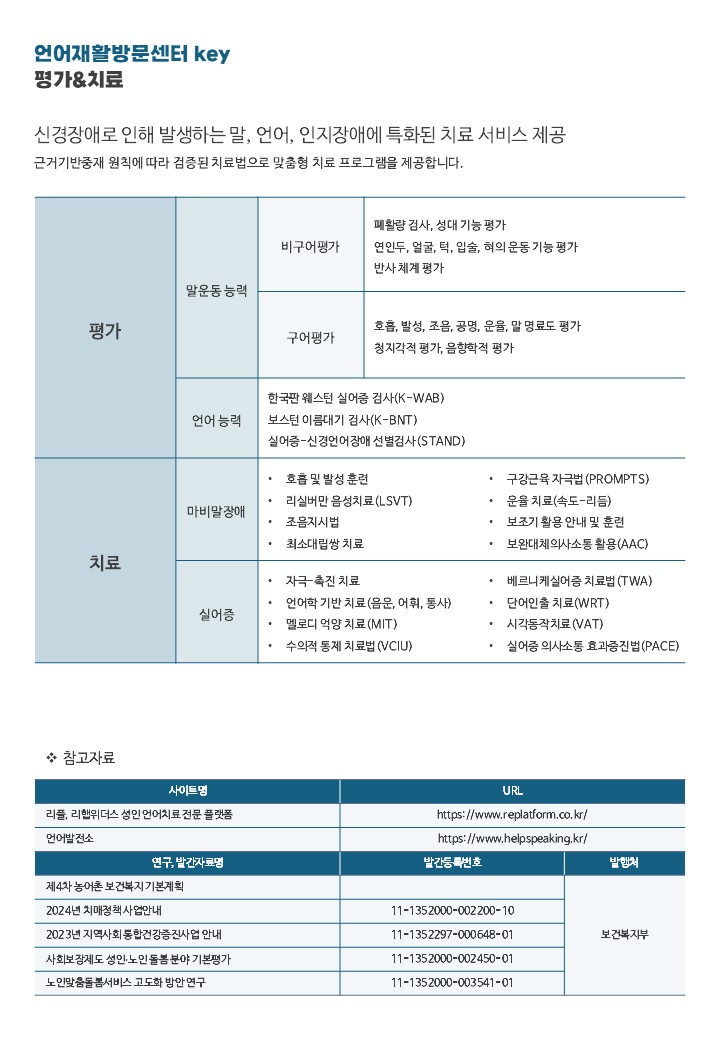 언어재활방문센터 key
평가&치료
신경장애로 인해 발생하는 말, 언어, 인지장애에 특화된 치료 서비스 제공
근거기반중재 원칙에 따라 검증된 치료법으로 맞춤형 치료 프로그램을 제공합니다.
평가
말운동 능력
비구어평가
폐활량 검사, 성대 기능 평가
연인두, 얼굴, 턱, 입술, 혀의 운동 기능 평가
반사 체계 평가
구어평가
호흡, 발성, 조음, 공명, 운율, 말 명료도 평가
청지각적 평가, 음향학적 평가
언어 능력
한국판 웨스턴 실어증 검사(K-WAB)
보스턴 이름대기 검사(K-BNT)
실어증-신경언어장애 선별검사(STAND)
치료
마비말장애
• 호흡 및 발성 훈련
• 리실버만 음성치료(LSVT)
• 조음지시법
• 최소대립쌍 치료
• 구강근육 자극법(PROMPTS)
• 운율 치료(속도-리듬)
• 보조기 활용 안내 및 훈련
• 보완대체의사소통 활용(AAC)
실어증
• 자극-촉진 치료
• 언어학 기반 치료(음운, 어휘, 통사)
• 멜로디 억양 치료(MIT)
• 수의적 통제 치료법(VCIU)
• 베르니케실어증 치료법(TWA)
• 단어인출 치료(WRT)
• 시각동작치료(VAT)
• 실어증 의사소통 효과증진법(PACE)
❖ 참고자료
사이트명 URL
리플, 리햅위더스 성인 언어치료 전문 플랫폼 https://www.replatform.co.kr/
언어발전소 https://www.helpspeaking.kr/
연구, 발간자료명 발간등록번호 발행처
제4차 농어촌 보건복지 기본계획
2024년 치매정책 사업안내 11-1352000-002200-10
2023년 지역사회 통합건강증진사업 안내 11-1352297-000648-01
보건복지부
사회보장제도 성인·노인 돌봄 분야 기본평가 11-1352000-002450-01
노인맞춤돌봄서비스 고도화 방안 연구 11-1352000-003541-01